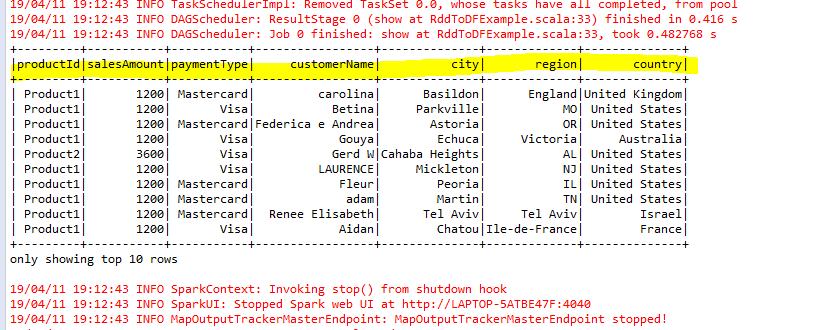 19/04/11 19:12:43 INFO TaskSchedulerImpl: Removed TaskSet 0.0, whose tasks have all completed, from pool
19/04/11 19:12:43 INFO DAGScheduler: ResultStage 0 (show at RddToDFExample.scala:33) finished in 0.416 s
19/04/11 19:12:43 INFO DAGScheduler: Job 0 finished: show at RddToDFExample.scala:33, took 0.482768 s
+---------+-----------+-----------+------------------+--------------+-------------+--------------+
|productId|salesAmount|paymentType|      customerName|          city|       region|       country|
+---------+-----------+-----------+------------------+--------------+-------------+--------------+
| Product1|       1200| Mastercard|          carolina|      Basildon|      England|United Kingdom|
| Product1|       1200|       Visa|            Betina|     Parkville|           MO| United States|
| Product1|       1200| Mastercard|Federica e Andrea|       Astoria|           OR| United States|
| Product1|       1200|       Visa|             Gouya|        Echuca|     Victoria|     Australia|
| Product2|       3600|       Visa|            Gerd W|Cahaba Heights|           AL| United States|
| Product1|       1200|       Visa|          LAURENCE|     Mickleton|           NJ| United States|
| Product1|       1200| Mastercard|             Fleur|        Peoria|           IL| United States|
| Product1|       1200| Mastercard|              adam|        Martin|           TN| United States|
| Product1|       1200| Mastercard|   Renee Elisabeth|      Tel Aviv|     Tel Aviv|        Israel|
| Product1|       1200|       Visa|             Aidan|        Chatou|Ile-de-France|        France|
+---------+-----------+-----------+------------------+--------------+-------------+--------------+
only showing top 10 rows
19/04/11 19:12:43 INFO SparkContext: Invoking stop() from shutdown hook
19/04/11 19:12:43 INFO SparkUI: Stopped Spark web UI at http://LAPTOP-5ATBE47F:4040
19/04/11 19:12:43 INFO MapOutputTrackerMasterEndpoint: MapOutputTrackerMasterEndpoint stopped!